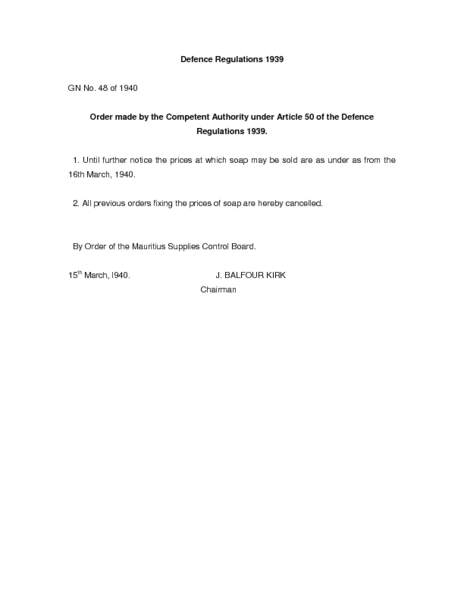 Defence Regulations 1939
GN No. 48 of 1940
Order made by the Competent Authority under Article 50 of the Defence
Regulations 1939.
1. Until further notice the prices at which soap may be sold are as under as from the
16th March, 1940.
2. All previous orders fixing the prices of soap are hereby cancelled.
By Order of the Mauritius Supplies Control Board.
15th March, l940. J. BALFOUR KIRK
Chairman